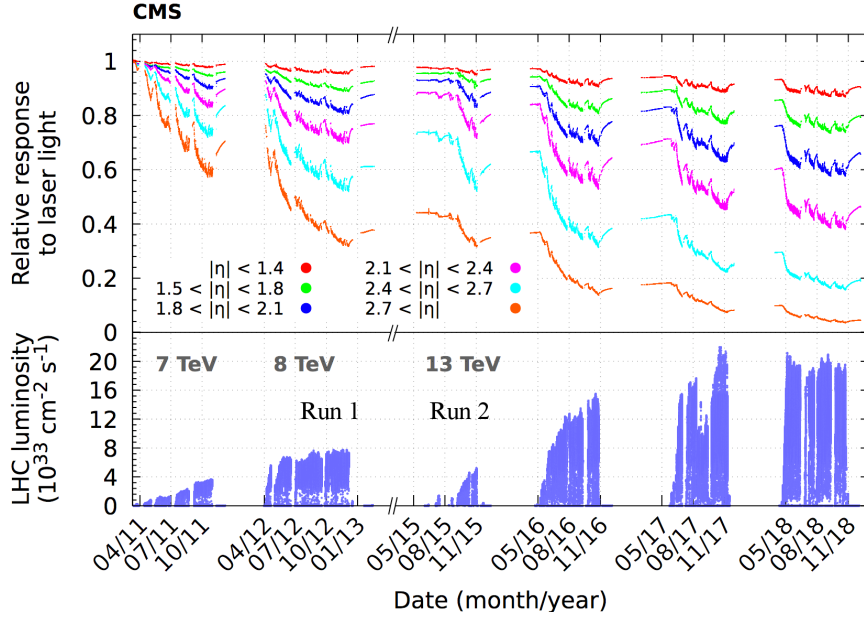 CMS
Relative response
to laser light
1
0.8
0.6
0.4
0.2
0
|η| < 1.4
1.5 < |η| < 1.8
1.8 < |η| < 2.1
2.1 < |η| < 2.4
2.4 < |η| < 2.7
2.7 < |η|
LHC luminosity
(10³³ cm⁻² s⁻¹)
20
16
12
8
4
0
7 TeV
8 TeV
13 TeV
Run 1
Run 2
04/11
07/11
10/11
04/12
07/12
10/12
01/13
05/15
08/15
11/15
05/16
08/16
11/16
05/17
08/17
11/17
05/18
08/18
11/18
Date (month/year)